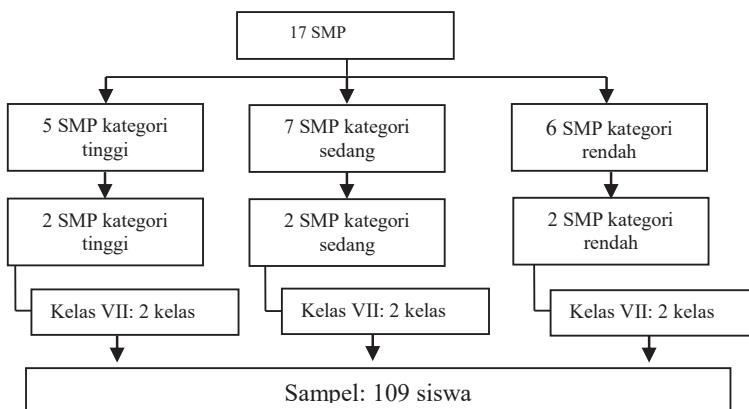 17 SMP
5 SMP kategori
tinggi
7 SMP kategori
sedang
6 SMP kategori
rendah
2 SMP kategori
tinggi
2 SMP kategori
sedang
2 SMP kategori
rendah
Kelas VII: 2 kelas
Kelas VII: 2 kelas
Kelas VII: 2 kelas
Sampel: 109 siswa